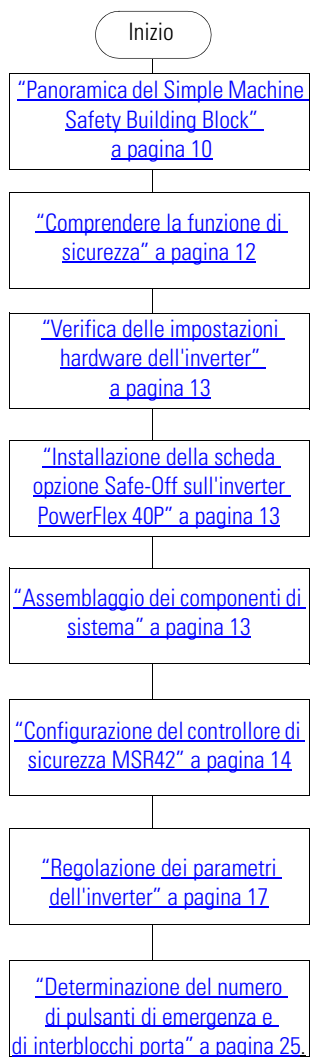 Inizio
“Panoramica del Simple Machine
Safety Building Block”
a pagina 10
“Comprendere la funzione di
sicurezza” a pagina 12
“Verifica delle impostazioni
hardware dell'inverter”
a pagina 13
“Installazione della scheda
opzione Safe-Off sull'inverter
PowerFlex 40P” a pagina 13
“Assemblaggio dei componenti di
sistema” a pagina 13
“Configurazione del controllore di
sicurezza MSR42” a pagina 14
“Regolazione dei parametri
dell'inverter” a pagina 17
“Determinazione del numero
di pulsanti di emergenza e
di interblocchi porta” a pagina 25.